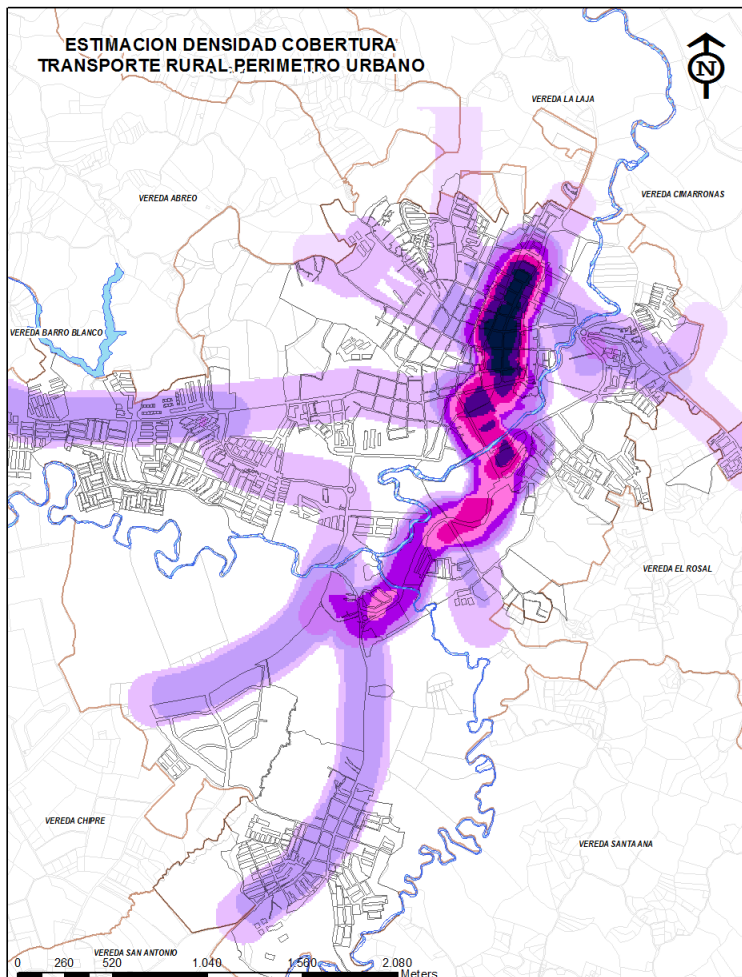 ESTIMACION DENSIDAD COBERTURA
TRANSPORTE RURAL-PERIMETRO URBANO
N
VEREDA LA LAJA
VEREDA CIMARRONAS
VEREDA ABREO
VEREDA BARRO BLANCO
VEREDA EL ROSAL
VEREDA CHIPRE
VEREDA SANTA ANA
VEREDA SAN ANTONIO
0 260 520 1.040 1.560 2.080
Meters